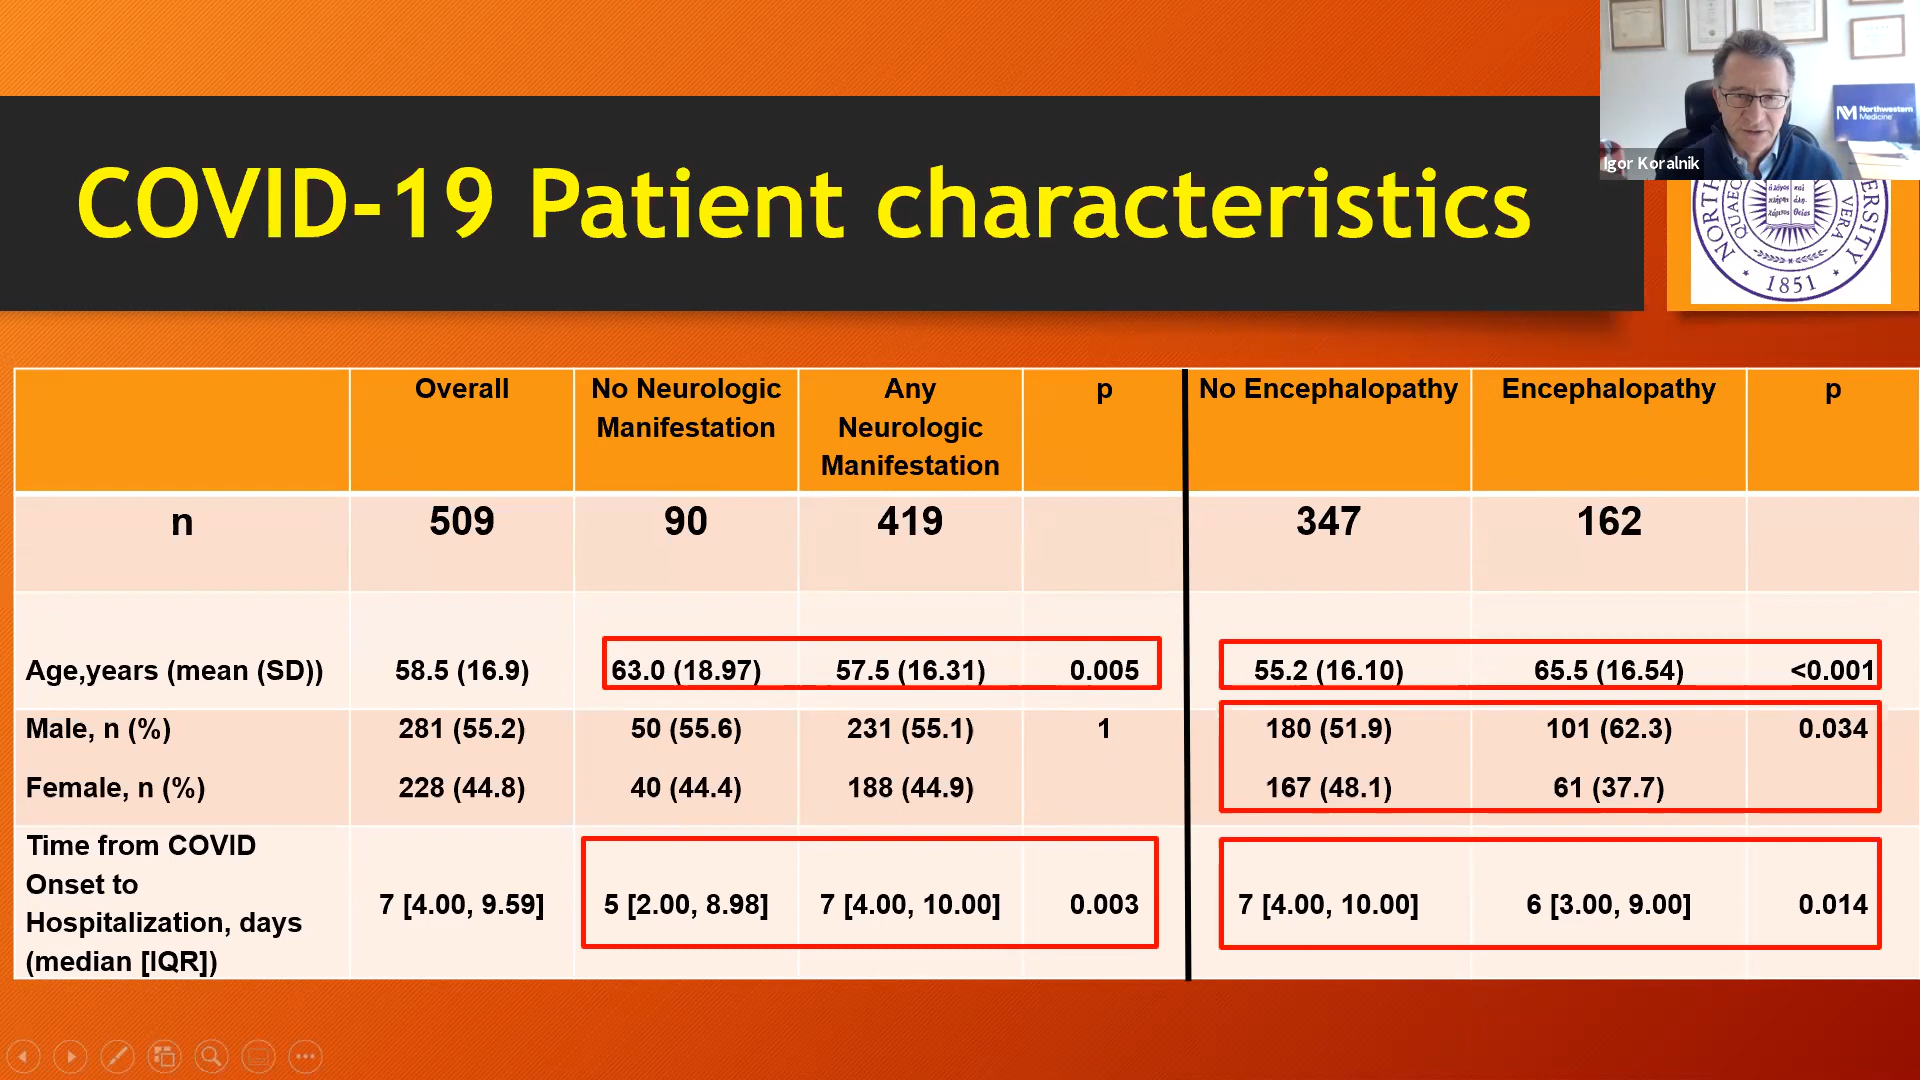 Northwestern
Medicine
Igor Koralnik
COVID-19 Patient characteristics
1851
Overall
No Neurologic
Manifestation
Any
Neurologic
Manifestation
p
No Encephalopathy
Encephalopathy
p
n 509 90 419 347 162
Age,years (mean (SD)) 58.5 (16.9) 63.0 (18.97) 57.5 (16.31) 0.005 55.2 (16.10) 65.5 (16.54) <0.001
Male, n (%) 281 (55.2) 50 (55.6) 231 (55.1) 1 180 (51.9) 101 (62.3) 0.034
Female, n (%) 228 (44.8) 40 (44.4) 188 (44.9) 167 (48.1) 61 (37.7)
Time from COVID
Onset to
Hospitalization, days
(median [IQR])
7 [4.00, 9.59] 5 [2.00, 8.98] 7 [4.00, 10.00] 0.003 7 [4.00, 10.00] 6 [3.00, 9.00] 0.014